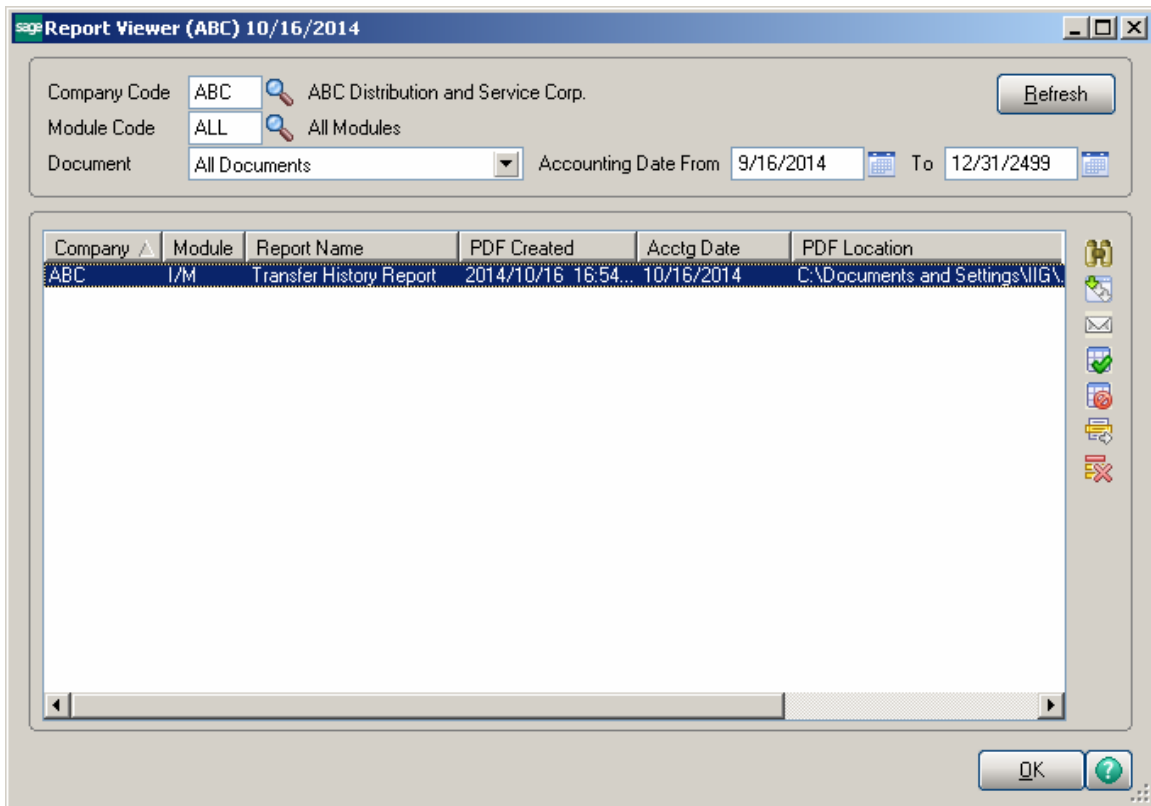 sage Report Viewer (ABC) 10/16/2014
Company Code ABC ABC Distribution and Service Corp. Refresh
Module Code ALL All Modules
Document All Documents Accounting Date From 9/16/2014 To 12/31/2499
Company Module Report Name PDF Created Acctg Date PDF Location
ABC I/M Transfer History Report 2014/10/16 16:54... 10/16/2014 C:\Documents and Settings\IIG\.
OK